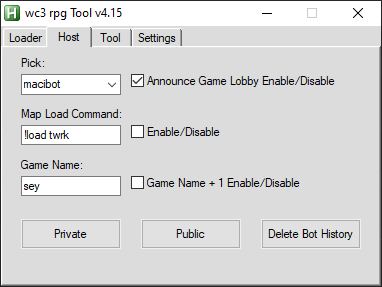 wc3 rpg Tool v4.15
Loader Host Tool Settings
Pick:
macibot Announce Game Lobby Enable/Disable
Map Load Command:
!load twrk Enable/Disable
Game Name:
sey Game Name + 1 Enable/Disable
Private Public Delete Bot History